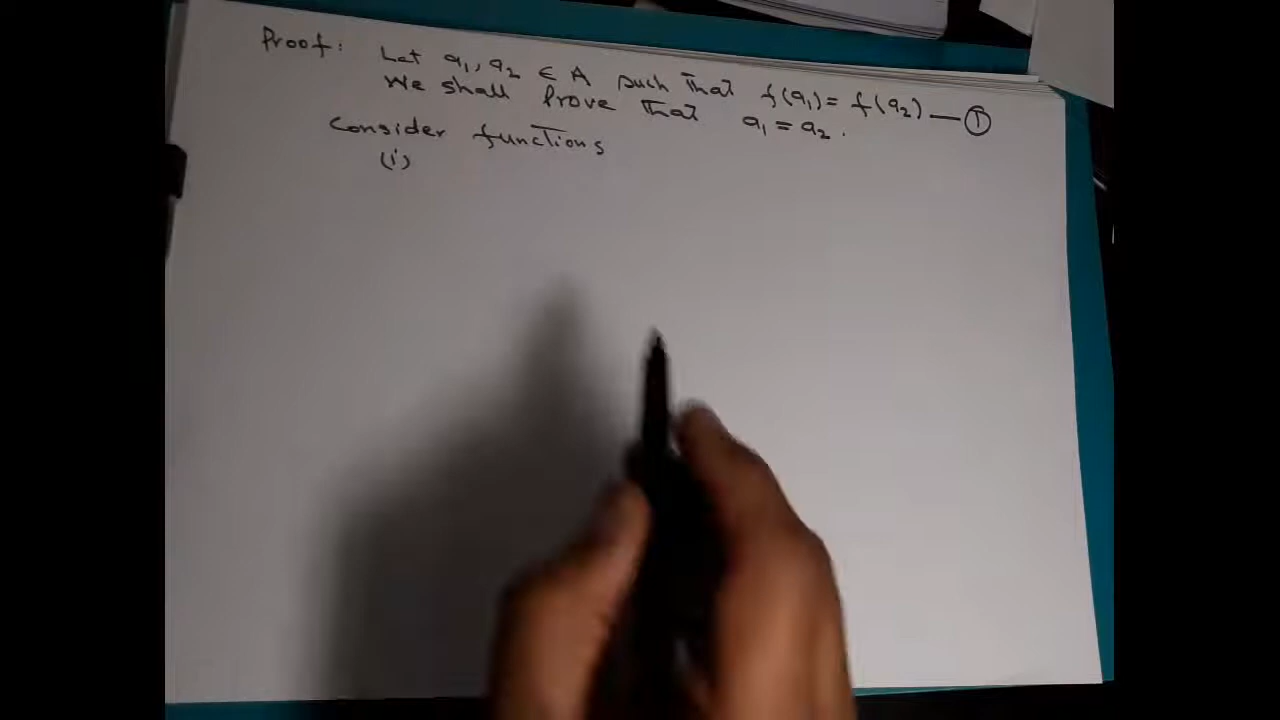 Proof: Let a₁, a₂ ∈ A such that f(a₁) = f(a₂) — ①
We shall prove that a₁ = a₂.
Consider functions
(i)